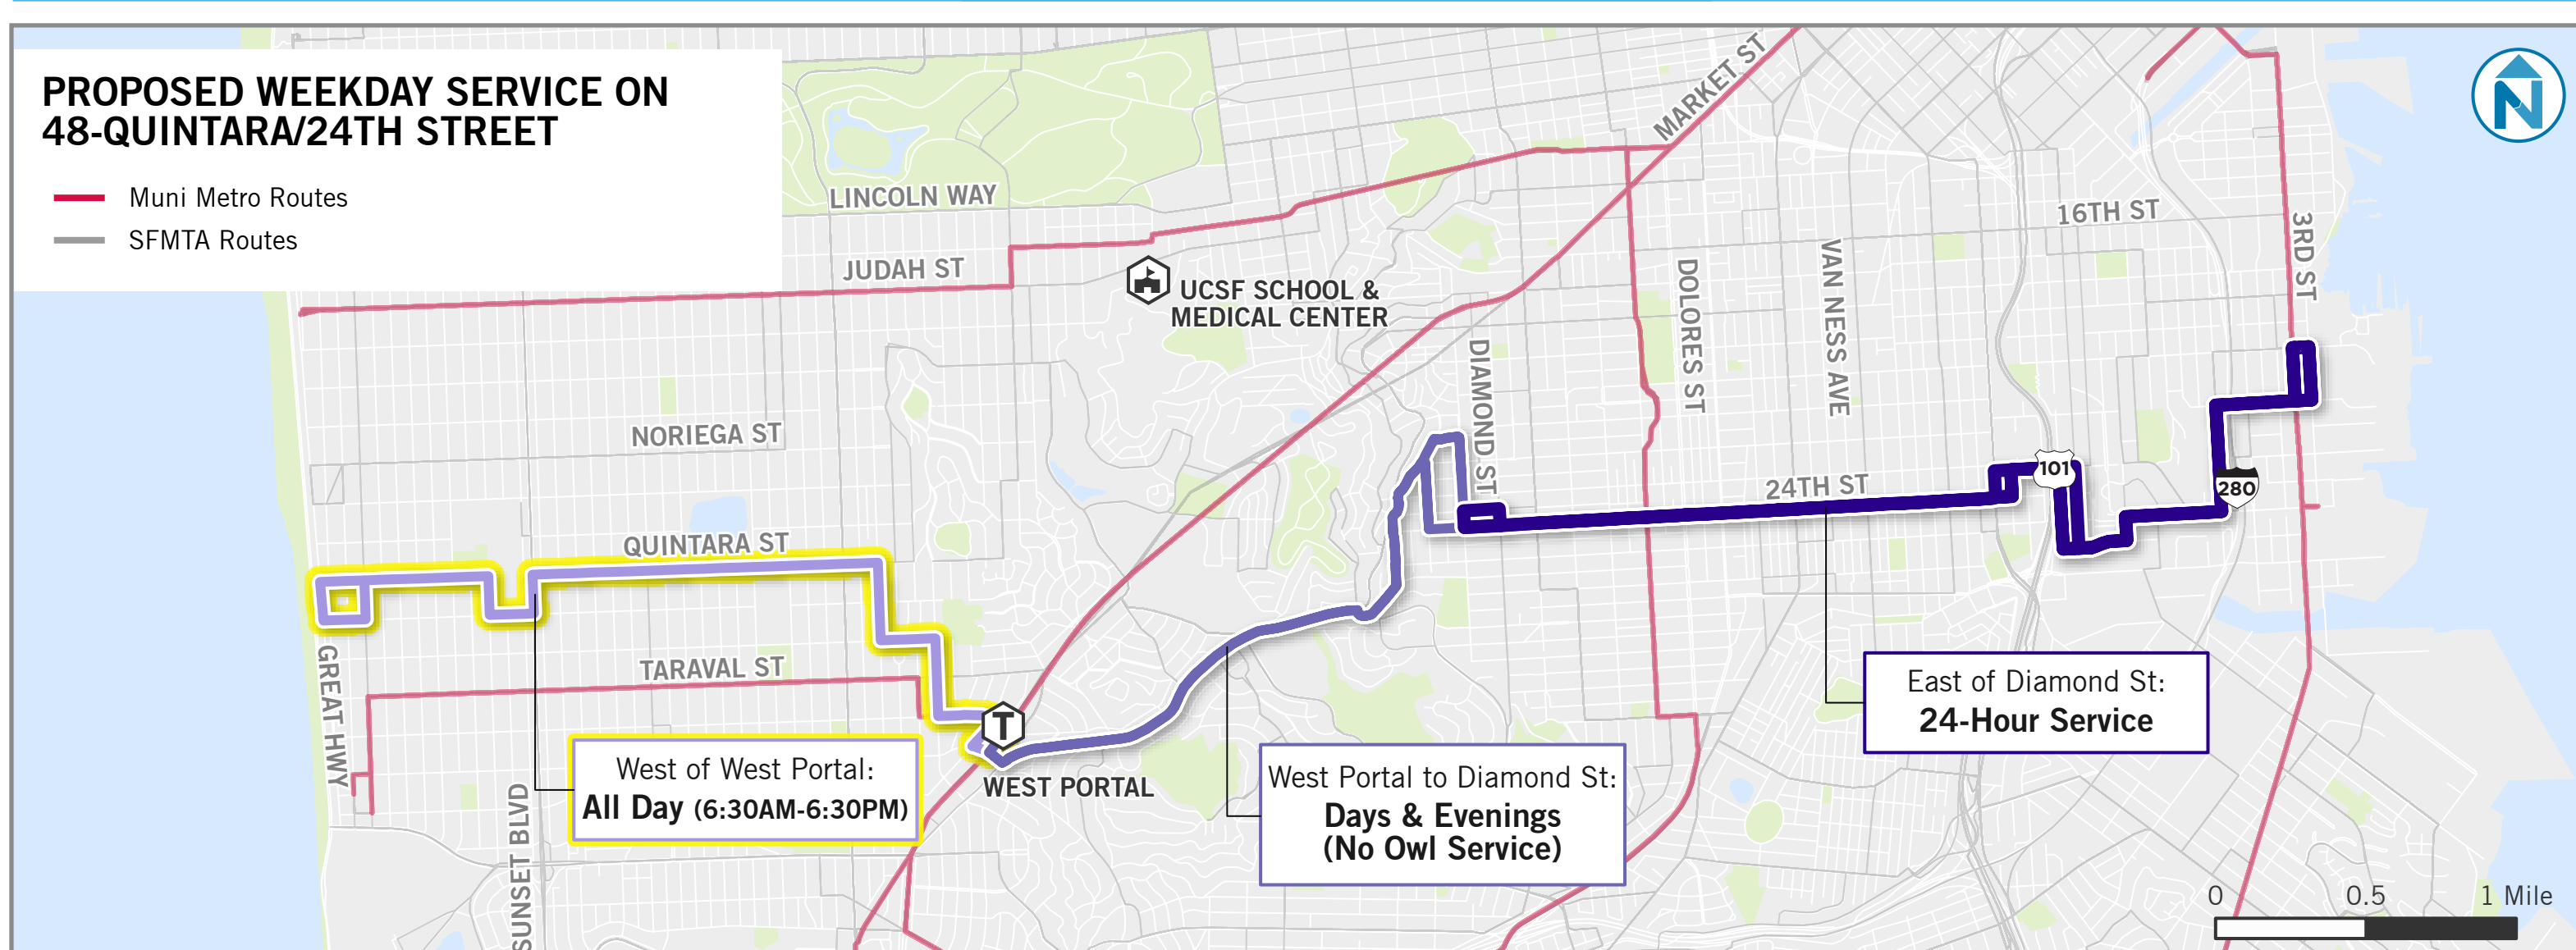 PROPOSED WEEKDAY SERVICE ON
48-QUINTARA/24TH STREET
Muni Metro Routes
SFMTA Routes
N
MARKET ST
LINCOLN WAY
JUDAH ST
UCSF SCHOOL &
MEDICAL CENTER
16TH ST
3RD ST
DOLORES ST
VAN NESS AVE
DIAMOND ST
NORIEGA ST
24TH ST
101
280
QUINTARA ST
TARAVAL ST
GREAT HWY
SUNSET BLVD
T
WEST PORTAL
West of West Portal:
All Day (6:30AM-6:30PM)
West Portal to Diamond St:
Days & Evenings
(No Owl Service)
East of Diamond St:
24-Hour Service
0 0.5 1 Mile